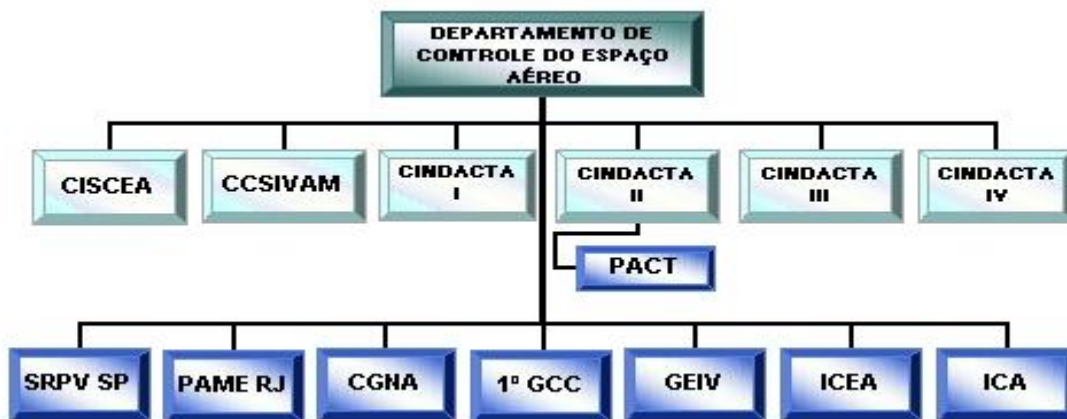 DEPARTAMENTO DE
CONTROLE DO ESPAÇO
AÉREO
CISCEA
CCSIVAM
CINDACTA
I
CINDACTA
II
CINDACTA
III
CINDACTA
IV
PACT
SRPV SP
PAME RJ
CGNA
1º GCC
GEIV
ICEA
ICA